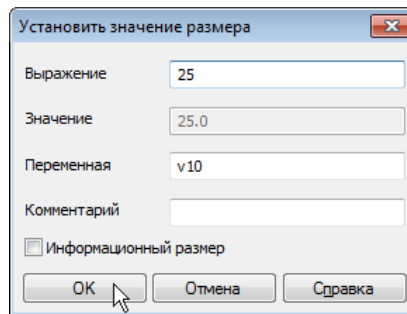 Установить значение размера
Выражение 25
Значение 25.0
Переменная v10
Комментарий
Информационный размер
OK Отмена Справка